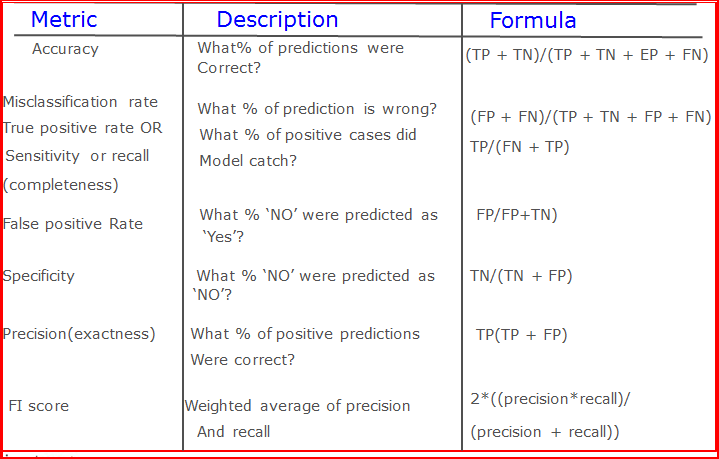 Metric Description Formula
Accuracy What% of predictions were (TP + TN)/(TP + TN + EP + FN)
Correct?
Misclassification rate What % of prediction is wrong? (FP + FN)/(TP + TN + FP + FN)
True positive rate OR What % of positive cases did TP/(FN + TP)
Sensitivity or recall Model catch?
(completeness)
False positive Rate What % ‘NO’ were predicted as FP/FP+TN)
‘Yes’?
Specificity What % ‘NO’ were predicted as TN/(TN + FP)
‘NO’?
Precision(exactness) What % of positive predictions TP(TP + FP)
Were correct?
FI score Weighted average of precision 2*((precision*recall)/
And recall (precision + recall))